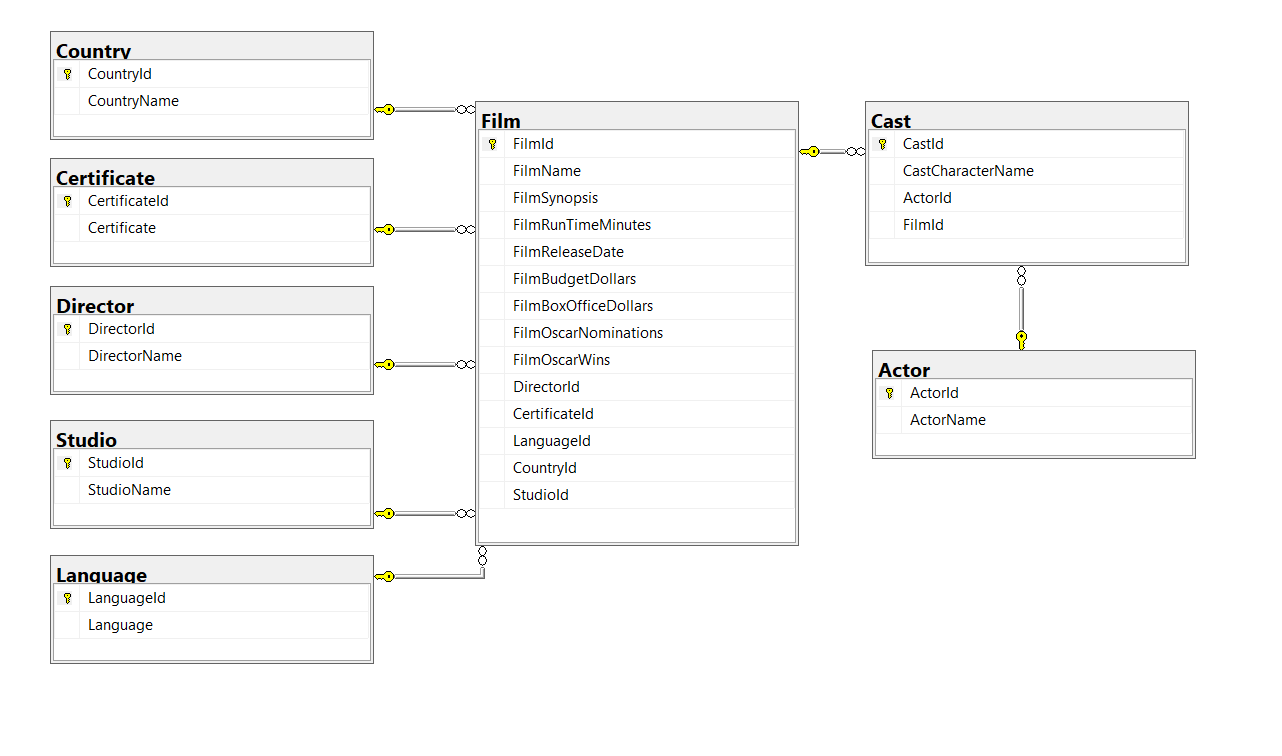 Country
CountryId
CountryName
Certificate
CertificateId
Certificate
Director
DirectorId
DirectorName
Studio
StudioId
StudioName
Language
LanguageId
Language
Film
FilmId
FilmName
FilmSynopsis
FilmRunTimeMinutes
FilmReleaseDate
FilmBudgetDollars
FilmBoxOfficeDollars
FilmOscarNominations
FilmOscarWins
DirectorId
CertificateId
LanguageId
CountryId
StudioId
Cast
CastId
CastCharacterName
ActorId
FilmId
Actor
ActorId
ActorName